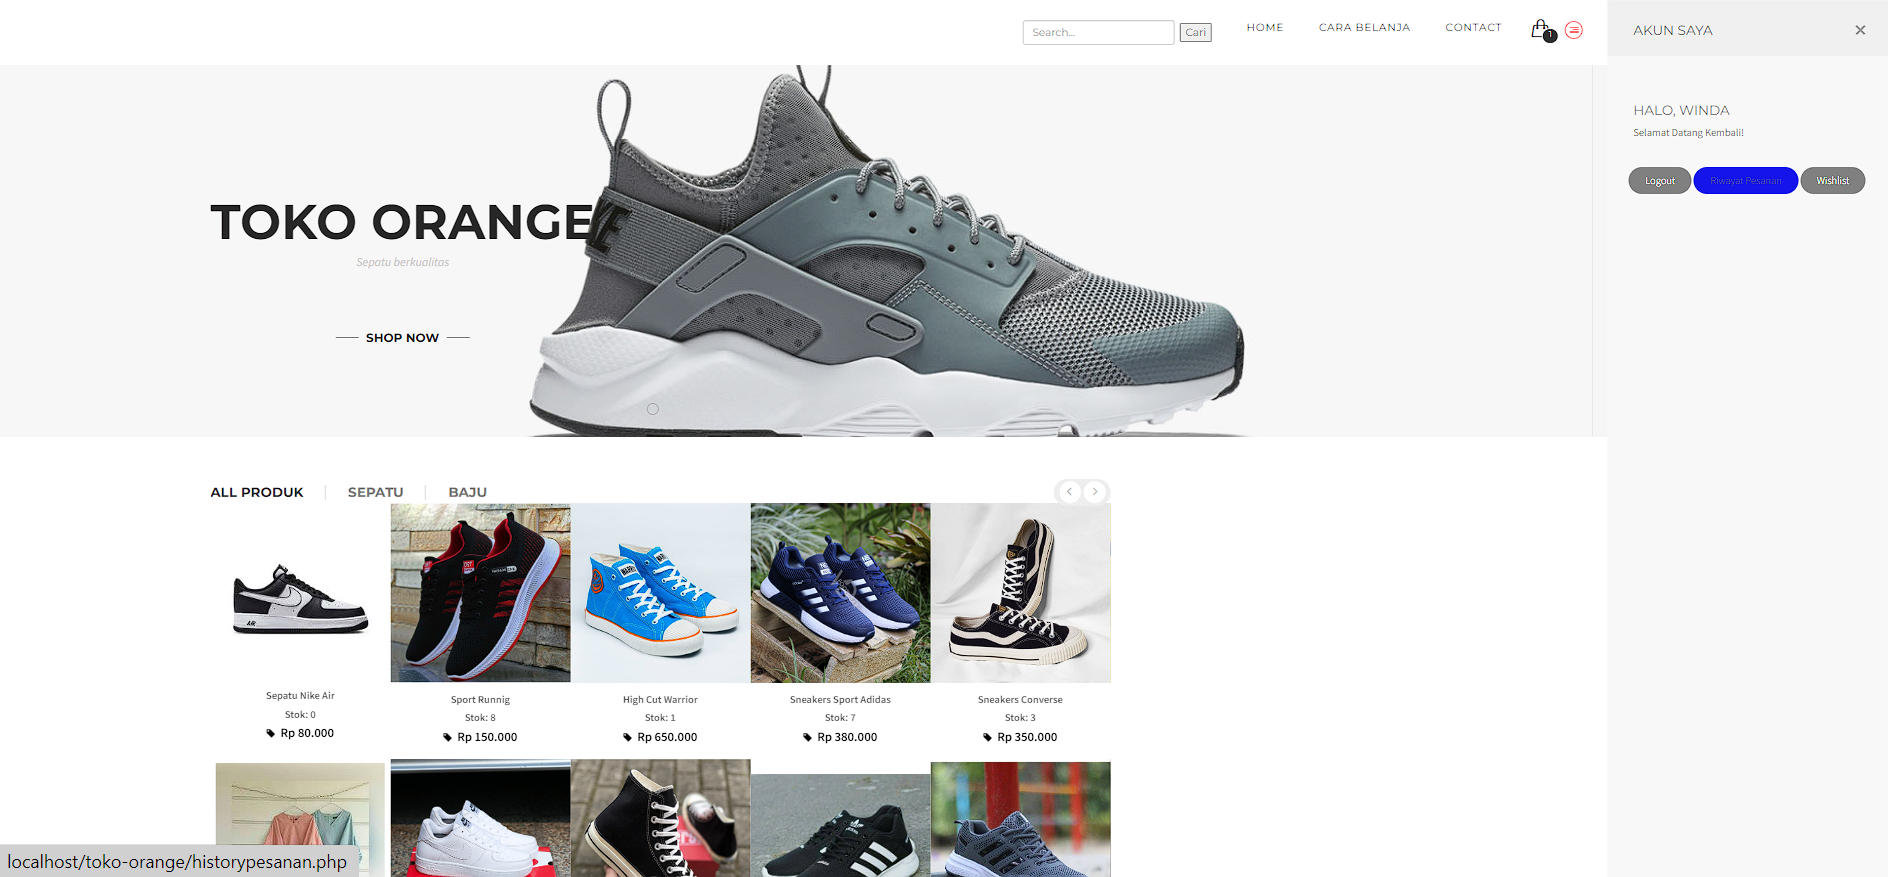 Search...
Cari
HOME
CARA BELANJA
CONTACT
1
AKUN SAYA
HALO, WINDA
Selamat Datang Kembali!
Logout
Riwayat Pesanan
Wishlist
TOKO ORANGE
Sepatu berkualitas
SHOP NOW
ALL PRODUK
SEPATU
BAJU
AIR
Sepatu Nike Air
Stok: 0
Rp 80.000
Sport Runnig
Stok: 8
Rp 150.000
High Cut Warrior
Stok: 1
Rp 650.000
Sneakers Sport Adidas
Stok: 7
Rp 380.000
Sneakers Converse
Stok: 3
Rp 350.000
localhost/toko-orange/historypesanan.php